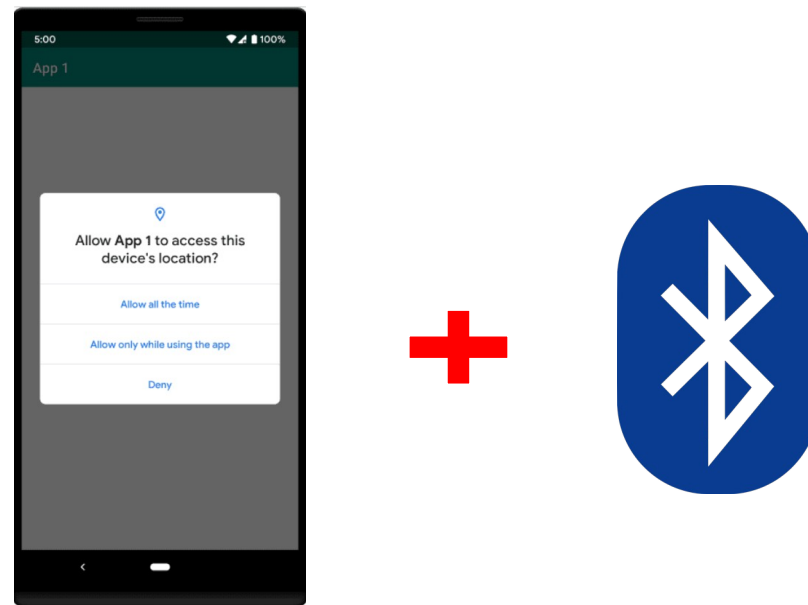 5:00 100%
App 1
Allow App 1 to access this
device's location?
Allow all the time
Allow only while using the app
Deny